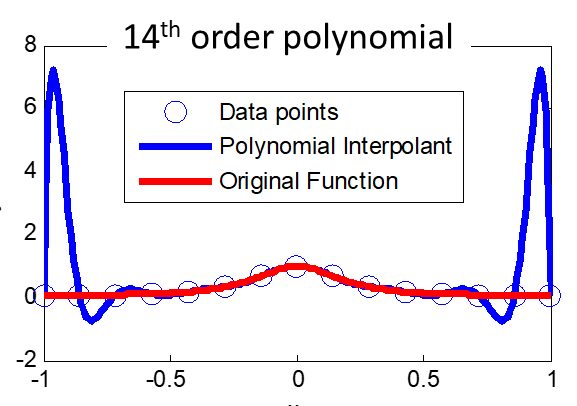 14th order polynomial
8
6
4
2
0
-2
Data points
Polynomial Interpolant
Original Function
-1 -0.5 0 0.5 1